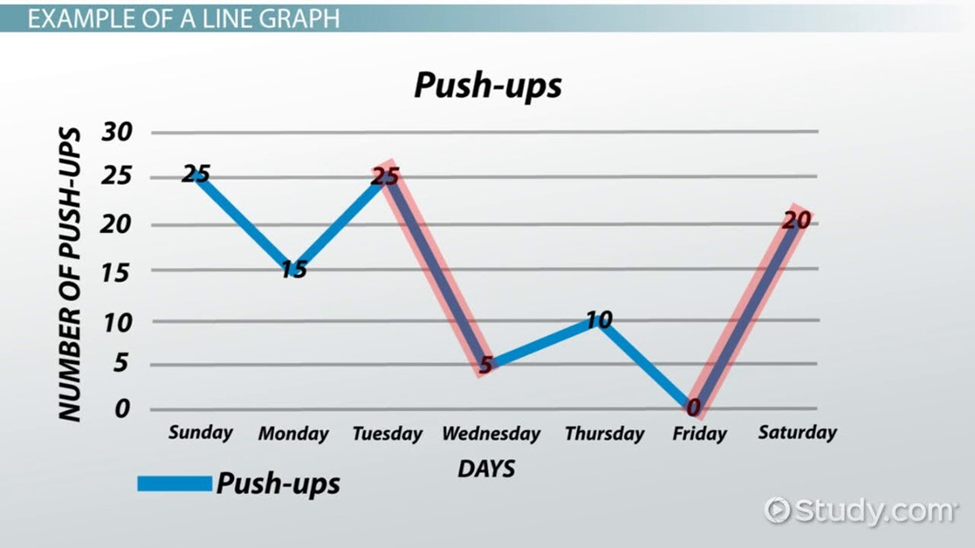 EXAMPLE OF A LINE GRAPH
Push-ups
NUMBER OF PUSH-UPS
30
25
20
15
10
5
0
25
15
25
5
10
0
20
Sunday Monday Tuesday Wednesday Thursday Friday Saturday
DAYS
Push-ups
Study.com